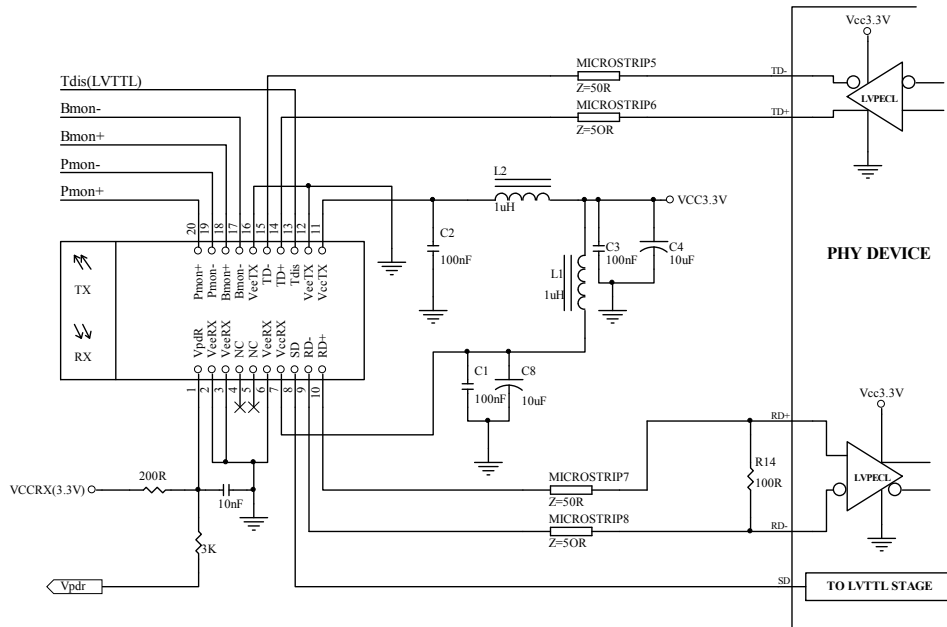 Vcc3.3V
MICROSTRIP5
TD-
Tdis(LVTTL)
Z=50R
LVPECL
Bmon-
MICROSTRIP6
TD+
Z=5OR
Bmon+
Pmon-
L2
Pmon+
1uH
VCC3.3V
20
19
18
17
16
15
14
13
12
11
C2
100nF
C3
100nF
C4
10uF
PHY DEVICE
L1
1uH
TX
Pmon+
Pmon-
Bmon+
Bmon-
VeeTX
TD-
TD+
Tdis
VeeTX
VccTX
RX
VpdR
VeeRX
VeeRX
NC
NC
VeeRX
VccRX
SD
RD-
RD+
1
2
3
4
5
6
7
8
9
10
C1
100nF
C8
10uF
Vcc3.3V
RD+
LVPECL
R14
100R
200R
VCCRX(3.3V)
10nF
MICROSTRIP7
Z=50R
MICROSTRIP8
RD-
Z=5OR
3K
Vpdr
SD
TO LVTTL STAGE